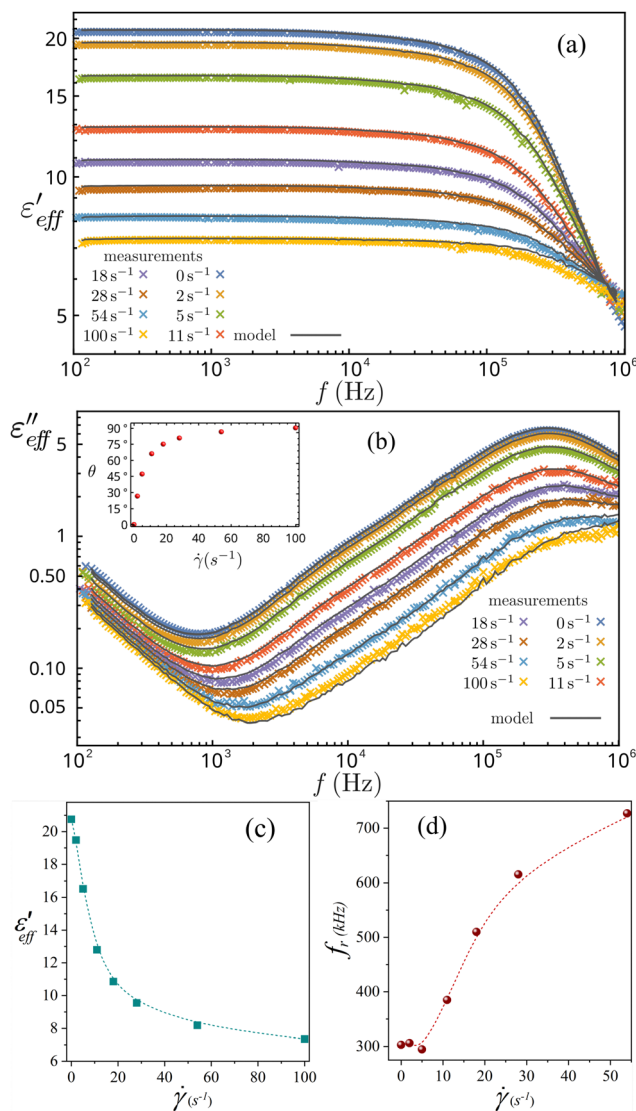 (a)
20
15
10
5
ε′eff
measurements
18 s⁻¹ 0 s⁻¹
28 s⁻¹ 2 s⁻¹
54 s⁻¹ 5 s⁻¹
100 s⁻¹ 11 s⁻¹ model
10² 10³ 10⁴ 10⁵ 10⁶
f (Hz)
(b)
ε″eff
5
1
0.50
0.10
0.05
90°
75°
60°
45°
30°
15°
0
θ
0 20 40 60 80 100
γ̇(s⁻¹)
measurements
18 s⁻¹ 0 s⁻¹
28 s⁻¹ 2 s⁻¹
54 s⁻¹ 5 s⁻¹
100 s⁻¹ 11 s⁻¹
model
10² 10³ 10⁴ 10⁵ 10⁶
f (Hz)
(c)
22
20
18
16
14
12
10
8
6
ε′eff
0 20 40 60 80 100
γ̇ (s⁻¹)
(d)
700
600
500
400
300
fr (kHz)
0 10 20 30 40 50
γ̇ (s⁻¹)